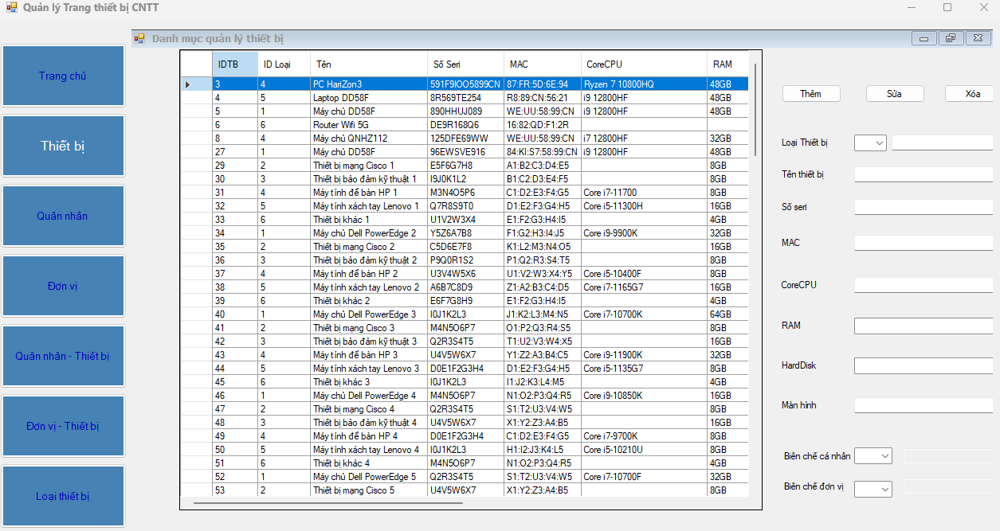 Quản lý Trang thiết bị CNTT
Danh mục quản lý thiết bị
Trang chủ
Thiết bị
Quân nhân
Đơn vị
Quân nhân - Thiết bị
Đơn vị - Thiết bị
Loại thiết bị
IDTB ID Loại Tên Số Seri MAC CoreCPU RAM
3 4 PC HariZon3 591F9IOO5899CN 87:FR:5D:6E:94 Ryzen 7 10800HQ 48GB
4 5 Laptop DD58F 8R569TE254 R8:89:CN:56:21 i9 12800HF 48GB
5 1 Máy chủ DD58F 890HHUJ089 WE:UU:58:99:CN i9 12800HF 48GB
6 6 Router Wifi 5G DE9R168Q6 16:82:QD:F1:2R
8 4 Máy chủ QNHZ112 125DFE69WW WE:UU:58:99:CN i7 12800HF 32GB
27 1 Máy chủ DD58F 96EWSVE916 84:KI:S7:58:99:CN i9 12800HF 48GB
29 2 Thiết bị mạng Cisco 1 E5F6G7H8 A1:B2:C3:D4:E5 8GB
30 3 Thiết bị bảo đảm kỹ thuật 1 I9J0K1L2 B1:C2:D3:E4:F5 8GB
31 4 Máy tính để bàn HP 1 M3N4O5P6 C1:D2:E3:F4:G5 Core i7-11700 8GB
32 5 Máy tính xách tay Lenovo 1 Q7R8S9T0 D1:E2:F3:G4:H5 Core i5-11300H 16GB
33 6 Thiết bị khác 1 U1V2W3X4 E1:F2:G3:H4:I5 4GB
34 1 Máy chủ Dell PowerEdge 2 Y5Z6A7B8 F1:G2:H3:I4:J5 Core i9-9900K 32GB
35 2 Thiết bị mạng Cisco 2 C5D6E7F8 K1:L2:M3:N4:O5 16GB
36 3 Thiết bị bảo đảm kỹ thuật 2 P9Q0R1S2 P1:Q2:R3:S4:T5 8GB
37 4 Máy tính để bàn HP 2 U3V4W5X6 U1:V2:W3:X4:Y5 Core i5-10400F 8GB
38 5 Máy tính xách tay Lenovo 2 A6B7C8D9 Z1:A2:B3:C4:D5 Core i7-1165G7 16GB
39 6 Thiết bị khác 2 E6F7G8H9 E1:F2:G3:H4:I5 4GB
40 1 Máy chủ Dell PowerEdge 3 I0J1K2L3 J1:K2:L3:M4:N5 Core i7-10700K 64GB
41 2 Thiết bị mạng Cisco 3 M4N5O6P7 O1:P2:Q3:R4:S5 8GB
42 3 Thiết bị bảo đảm kỹ thuật 3 Q2R3S4T5 T1:U2:V3:W4:X5 16GB
43 4 Máy tính để bàn HP 3 U4V5W6X7 Y1:Z2:A3:B4:C5 Core i9-11900K 32GB
44 5 Máy tính xách tay Lenovo 3 D0E1F2G3H4 D1:E2:F3:G4:H5 Core i5-1135G7 8GB
45 6 Thiết bị khác 3 I0J1K2L3 I1:J2:K3:L4:M5 4GB
46 1 Máy chủ Dell PowerEdge 4 M4N5O6P7 N1:O2:P3:Q4:R5 Core i9-10850K 16GB
47 2 Thiết bị mạng Cisco 4 Q2R3S4T5 S1:T2:U3:V4:W5 8GB
48 3 Thiết bị bảo đảm kỹ thuật 4 U4V5W6X7 X1:Y2:Z3:A4:B5 16GB
49 4 Máy tính để bàn HP 4 D0E1F2G3H4 C1:D2:E3:F4:G5 Core i7-9700K 8GB
50 5 Máy tính xách tay Lenovo 4 I0J1K2L3 H1:I2:J3:K4:L5 Core i5-10210U 8GB
51 6 Thiết bị khác 4 M4N5O6P7 N1:O2:P3:Q4:R5 4GB
52 1 Máy chủ Dell PowerEdge 5 Q2R3S4T5 S1:T2:U3:V4:W5 Core i7-10700F 32GB
53 2 Thiết bị mạng Cisco 5 U4V5W6X7 X1:Y2:Z3:A4:B5 8GB
Thêm Sửa Xóa
Loại Thiết bị
Tên thiết bị
Số seri
MAC
CoreCPU
RAM
HardDisk
Màn hình
Biên chế cá nhân
Biên chế đơn vị